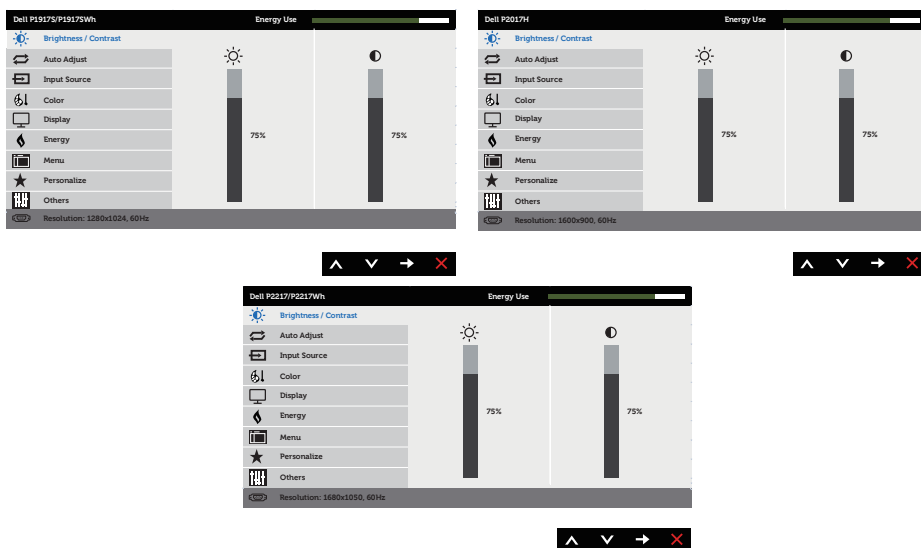 Dell P1917S/P1917SWh Energy Use
Brightness / Contrast
Auto Adjust
Input Source
Color
Display
Energy
Menu
Personalize
Others
75% 75%
Resolution: 1280x1024, 60Hz
Dell P2017H Energy Use
Brightness / Contrast
Auto Adjust
Input Source
Color
Display
Energy
Menu
Personalize
Others
75% 75%
Resolution: 1600x900, 60Hz
Dell P2217/P2217Wh Energy Use
Brightness / Contrast
Auto Adjust
Input Source
Color
Display
Energy
Menu
Personalize
Others
75% 75%
Resolution: 1680x1050, 60Hz